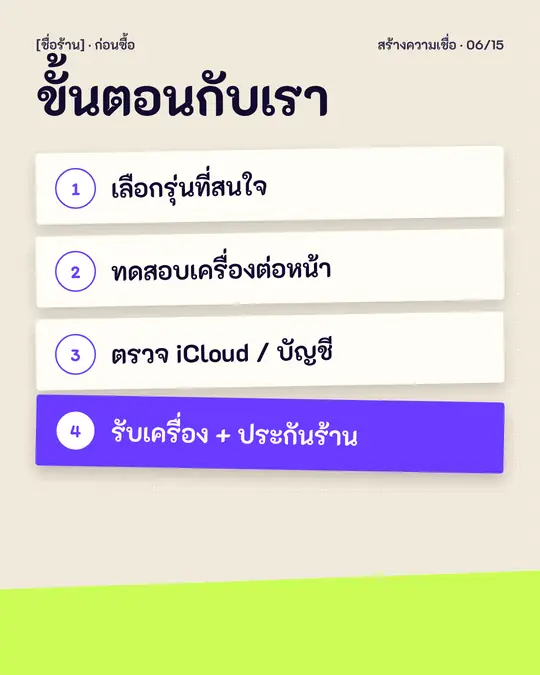 [ชื่อร้าน] · ก่อนซื้อ
สร้างความเชื่อ · 06/15
ขั้นตอนกับเรา
1 เลือกรุ่นที่สนใจ
2 ทดสอบเครื่องต่อหน้า
3 ตรวจ iCloud / บัญชี
4 รับเครื่อง + ประกันร้าน